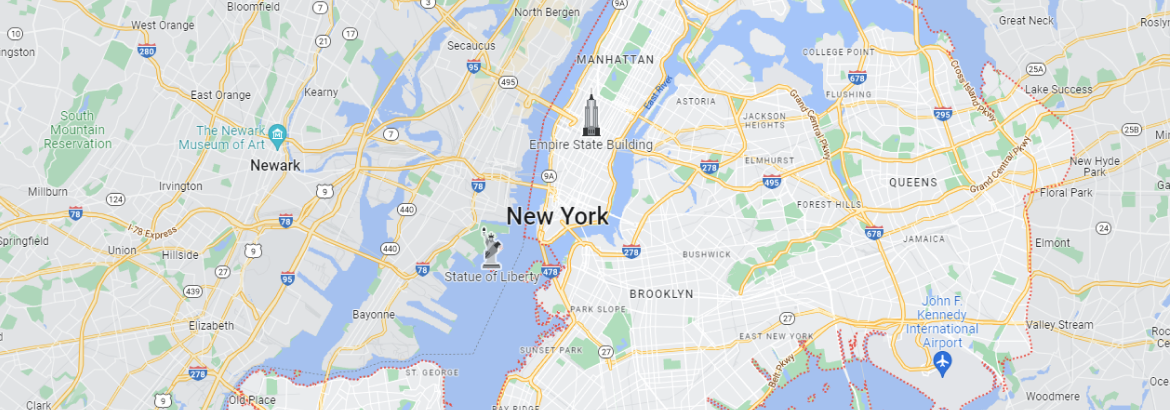 Bloomfield
7
3
North Bergen
9A
Great Neck
Roslyn
West Orange
10
ngston
280
21
17
Secaucus
95
MANHATTAN
COLLEGE POINT
678
25A
Cross Island Pkwy
Lake Success
495
East Orange
Kearny
East River
ASTORIA
FLUSHING
Grand Central Pkwy
295
South
Mountain
Reservation
The Newark
Museum of Art
7
JACKSON
HEIGHTS
25B
Empire State Building
Newark
278
ELMHURST
New Hyde
Park
Millburn
Irvington
9
78
9A
495
QUEENS
Grand Central Pkwy
Floral Park
78
440
New York
FOREST HILLS
78
I-78 Express
Springfield
Union
Hillside
9
440
278
678
JAMAICA
24
Elmont
BUSHWICK
95
78
Statue of Liberty
478
439
BROOKLYN
John F.
Kennedy
International
Airport
Bayonne
PARK SLOPE
27
Elizabeth
EAST NEW YORK
Valley Stream
SUNSET PARK
27
Belt Pkwy
278
ST. GEORGE
Old Place
9
BAY RIDGE
Woodmere